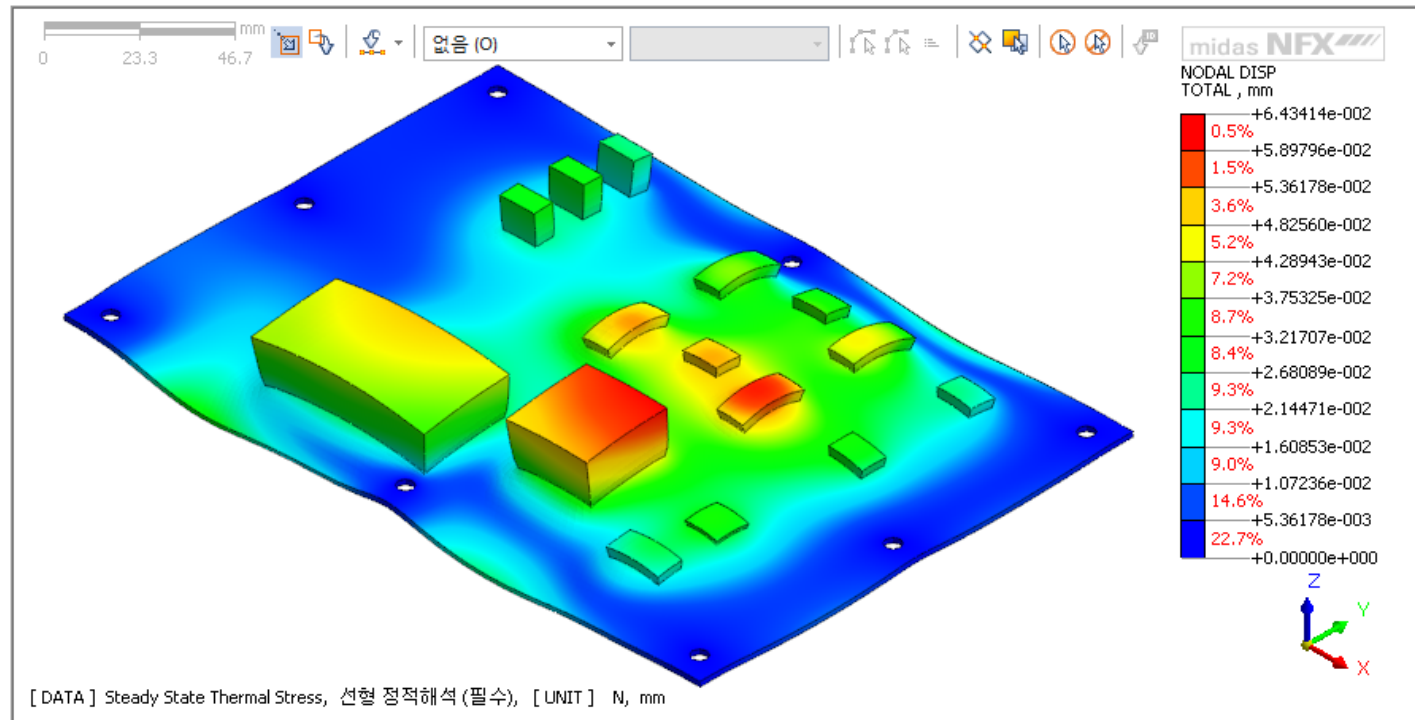 mm
0 23.3 46.7
없음 (0)
midas NFX
NODAL DISP
TOTAL , mm
+6.43414e-002
0.5%
+5.89796e-002
1.5%
+5.36178e-002
3.6%
+4.82560e-002
5.2%
+4.28943e-002
7.2%
+3.75325e-002
8.7%
+3.21707e-002
8.4%
+2.68089e-002
9.3%
+2.14471e-002
9.3%
+1.60853e-002
9.0%
+1.07236e-002
14.6%
+5.36178e-003
22.7%
+0.00000e+000
Z
Y
X
[ DATA ] Steady State Thermal Stress, 선형 정적해석 (필수), [ UNIT ] N, mm